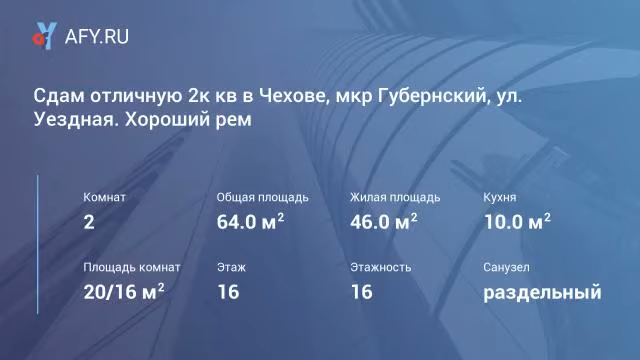 AFY.RU
Сдам отличную 2к кв в Чехове, мкр Губернский, ул.
Уездная. Хороший рем
Комнат
2
Общая площадь
64.0 м²
Жилая площадь
46.0 м²
Кухня
10.0 м²
Площадь комнат
20/16 м²
Этаж
16
Этажность
16
Санузел
раздельный